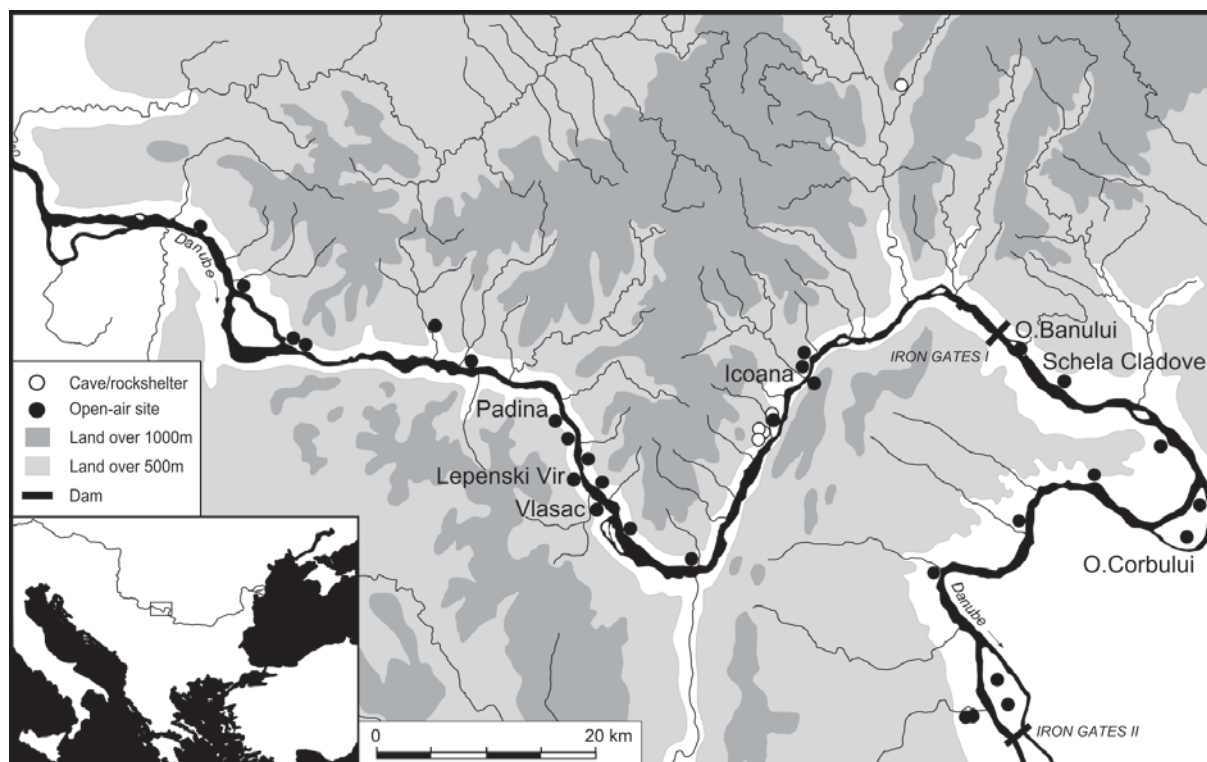 Danube
O.Banului
IRON GATES I
Schela Cladove
Icoana
Cave/rockshelter
Open-air site
Land over 1000m
Land over 500m
Dam
Padina
Lepenski Vir
Vlasac
O.Corbului
Danube
IRON GATES II
0 20 km